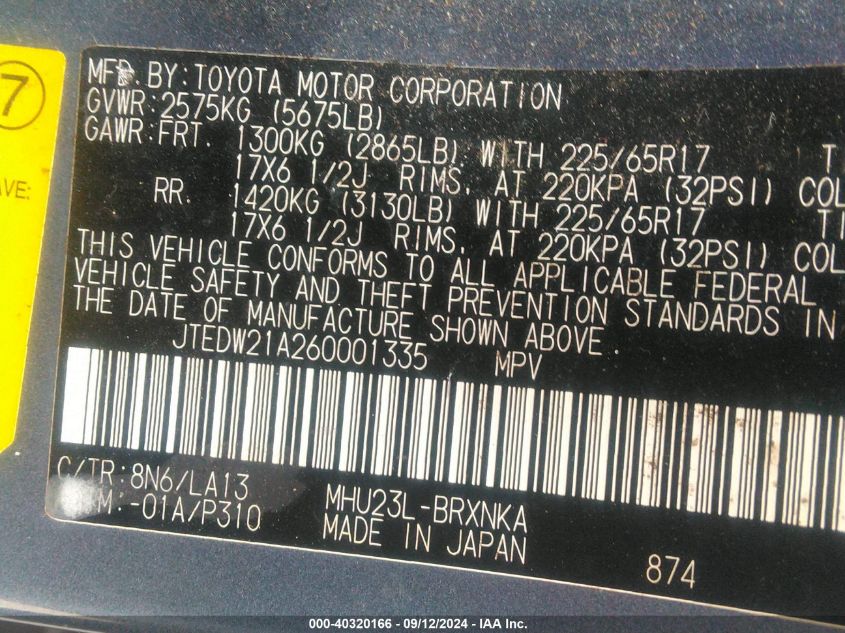 7
AVE:
MFD BY: TOYOTA MOTOR CORPORATION
GVWR: 2575KG (5675LB)
GAWR: FRT. 1300KG (2865LB) WITH 225/65R17
17X6 1/2J RIMS, AT 220KPA (32PSI) COL
RR. 1420KG (3130LB) WITH 225/65R17
17X6 1/2J RIMS, AT 220KPA (32PSI) COL
THIS VEHICLE CONFORMS TO ALL APPLICABLE FEDERAL
VEHICLE SAFETY AND THEFT PREVENTION STANDARDS IN
THE DATE OF MANUFACTURE SHOWN ABOVE.
JTEDW21A260001335 MPV
C/TR: 8N6/LA13
-01A/P310
MHU23L-BRXNKA
MADE IN JAPAN
874
000-40320166 - 09/12/2024 - IAA Inc.